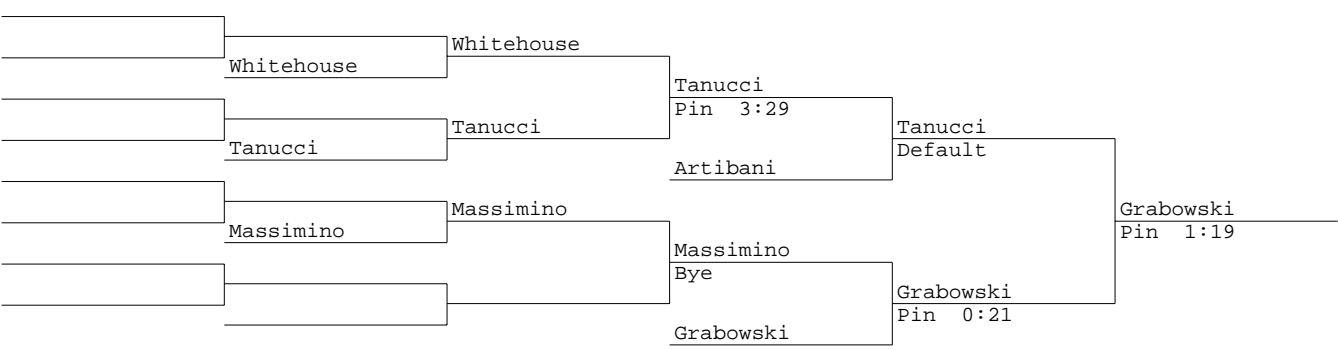 Whitehouse
Whitehouse
Tanucci
Pin 3:29
Tanucci
Tanucci
Tanucci
Default
Artibani
Massimino
Massimino
Grabowski
Pin 1:19
Massimino
Bye
Grabowski
Pin 0:21
Grabowski